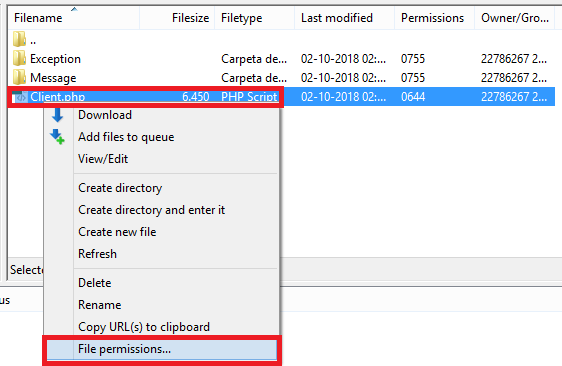 Filename Filesize Filetype Last modified Permissions Owner/Gro...
..
Exception Carpeta de... 02-10-2018 02:... 0755 22786267 2...
Message Carpeta de... 02-10-2018 02:... 0755 22786267 2...
Client.php 6.450 PHP Script 02-10-2018 02:... 0644 22786267 2...
Download
Add files to queue
View/Edit
Create directory
Create directory and enter it
Create new file
Refresh
Selecte
Delete
us
Rename
Copy URL(s) to clipboard
File permissions...